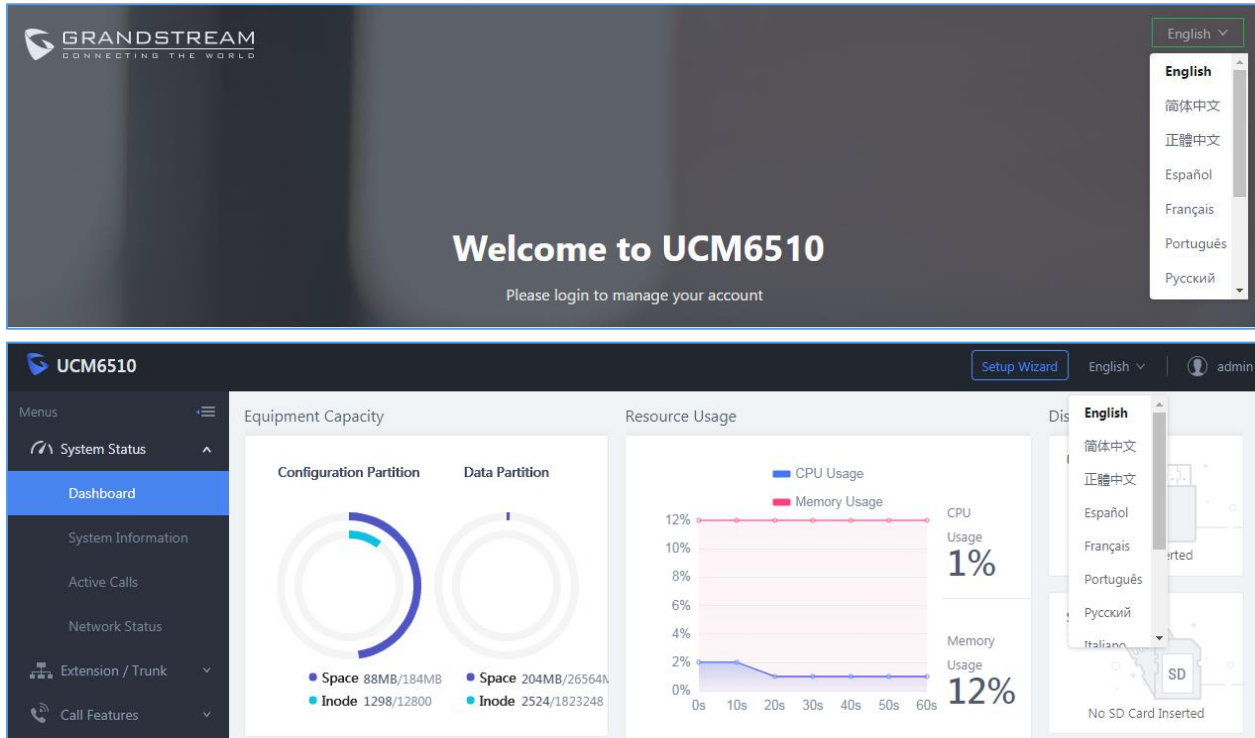 GRANDSTREAM
CONNECTING THE WORLD
English
English
简体中文
正體中文
Español
Français
Português
Русский
Welcome to UCM6510
Please login to manage your account
UCM6510
Setup Wizard
English
admin
Menus
System Status
Dashboard
System Information
Active Calls
Network Status
Extension / Trunk
Call Features
Equipment Capacity
Configuration Partition
Data Partition
Space 88MB/184MB
Inode 1298/12800
Space 204MB/26564
Inode 2524/1823248
Resource Usage
CPU Usage
Memory Usage
12%
10%
8%
6%
4%
2%
0%
0s 10s 20s 30s 40s 50s 60s
CPU
Usage
1%
Memory
Usage
12%
English
简体中文
正體中文
Español
Français
Português
Русский
Italiano
SD
No SD Card Inserted